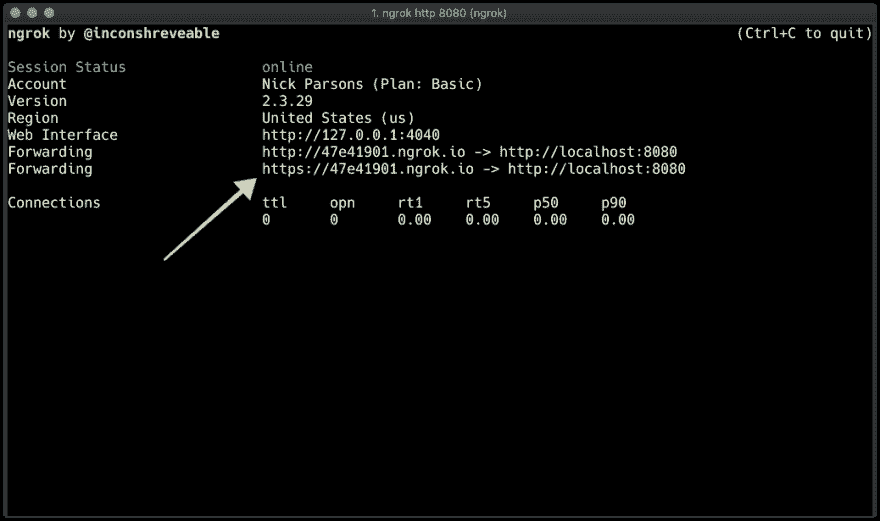 1. ngrok http 8080 (ngrok)
ngrok by @inconshreveable (Ctrl+C to quit)
Session Status online
Account Nick Parsons (Plan: Basic)
Version 2.3.29
Region United States (us)
Web Interface http://127.0.0.1:4040
Forwarding http://47e41901.ngrok.io -> http://localhost:8080
Forwarding https://47e41901.ngrok.io -> http://localhost:8080
Connections ttl opn rt1 rt5 p50 p90
0 0 0.00 0.00 0.00 0.00